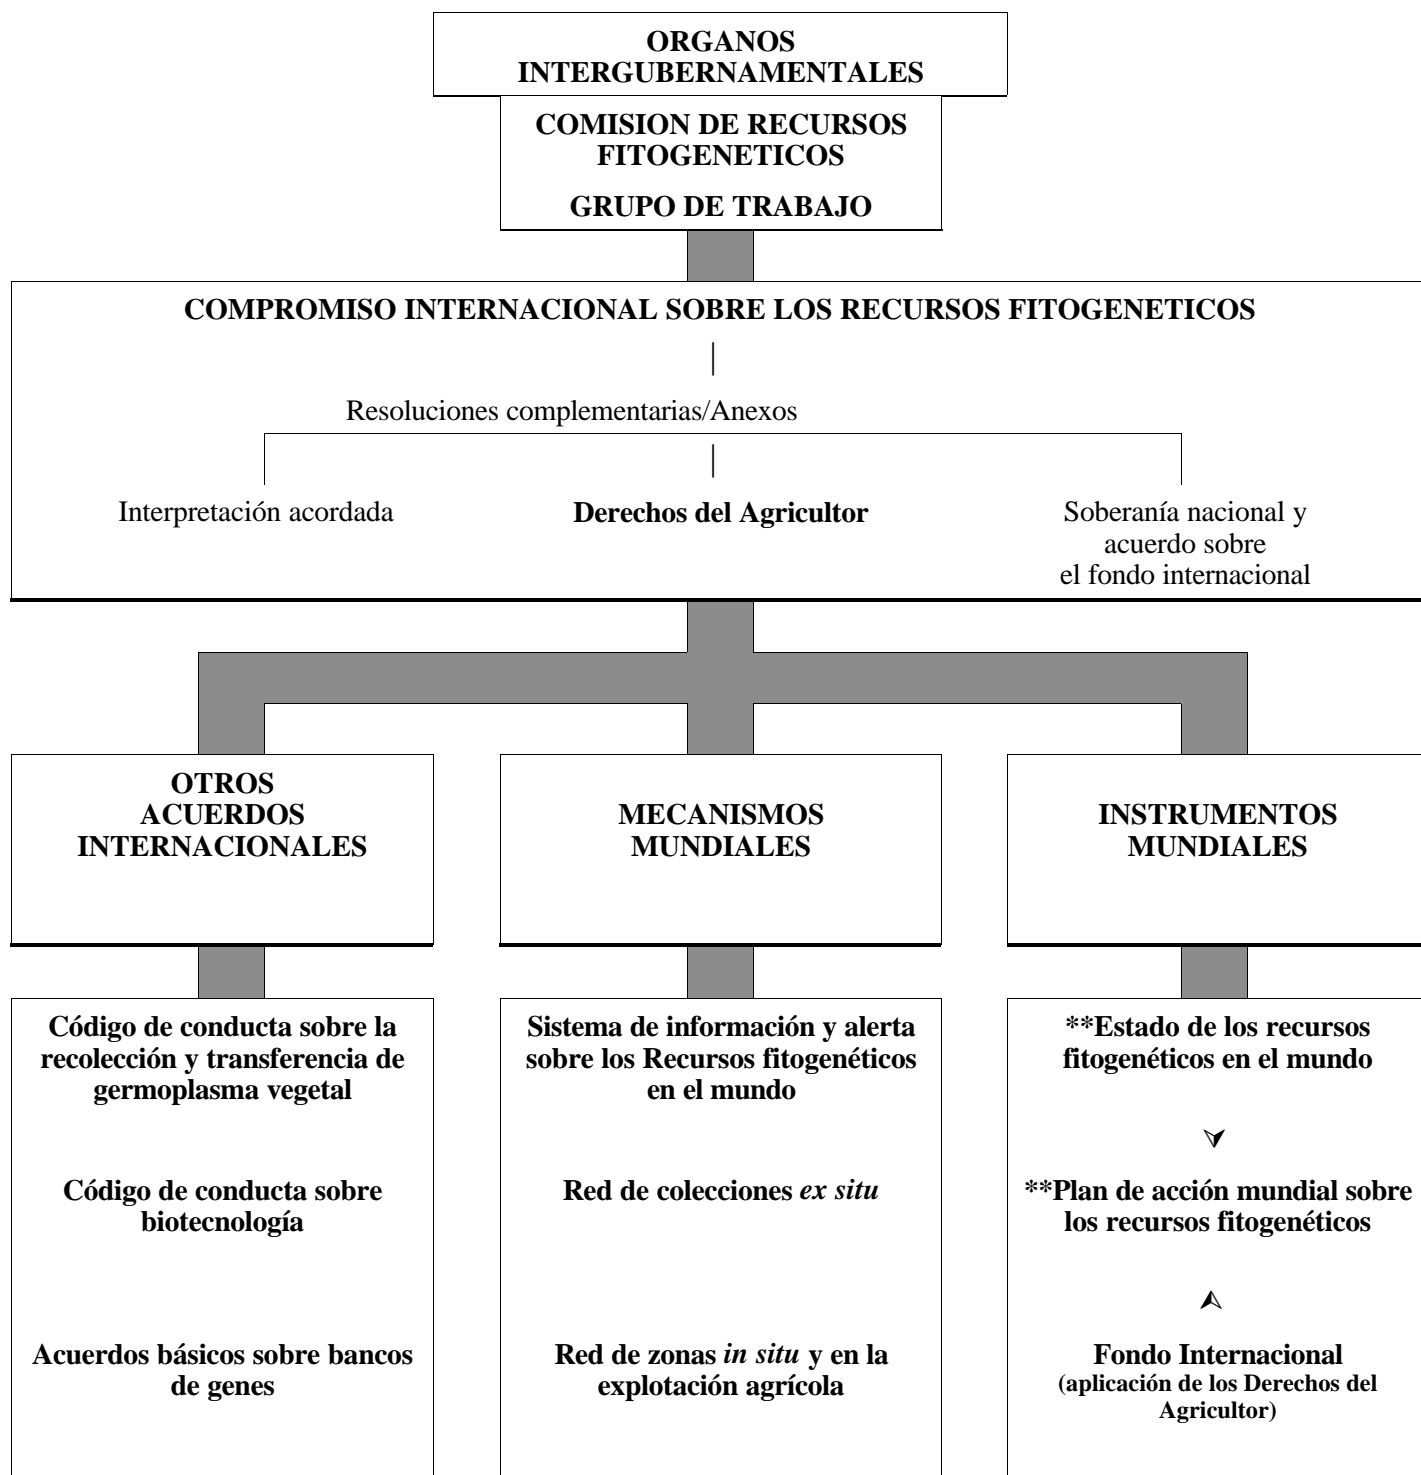 ORGANOS
INTERGUBERNAMENTALES
COMISION DE RECURSOS
FITOGENETICOS
GRUPO DE TRABAJO
COMPROMISO INTERNACIONAL SOBRE LOS RECURSOS FITOGENETICOS
Resoluciones complementarias/Anexos
Interpretación acordada
Derechos del Agricultor
Soberanía nacional y
acuerdo sobre
el fondo internacional
OTROS
ACUERDOS
INTERNACIONALES
MECANISMOS
MUNDIALES
INSTRUMENTOS
MUNDIALES
Código de conducta sobre la
recolección y transferencia de
germoplasma vegetal
Código de conducta sobre
biotecnología
Acuerdos básicos sobre bancos
de genes
Sistema de información y alerta
sobre los Recursos fitogenéticos
en el mundo
Red de colecciones ex situ
Red de zonas in situ y en la
explotación agrícola
**Estado de los recursos
fitogenéticos en el mundo
**Plan de acción mundial sobre
los recursos fitogenéticos
Fondo Internacional
(aplicación de los Derechos del
Agricultor)